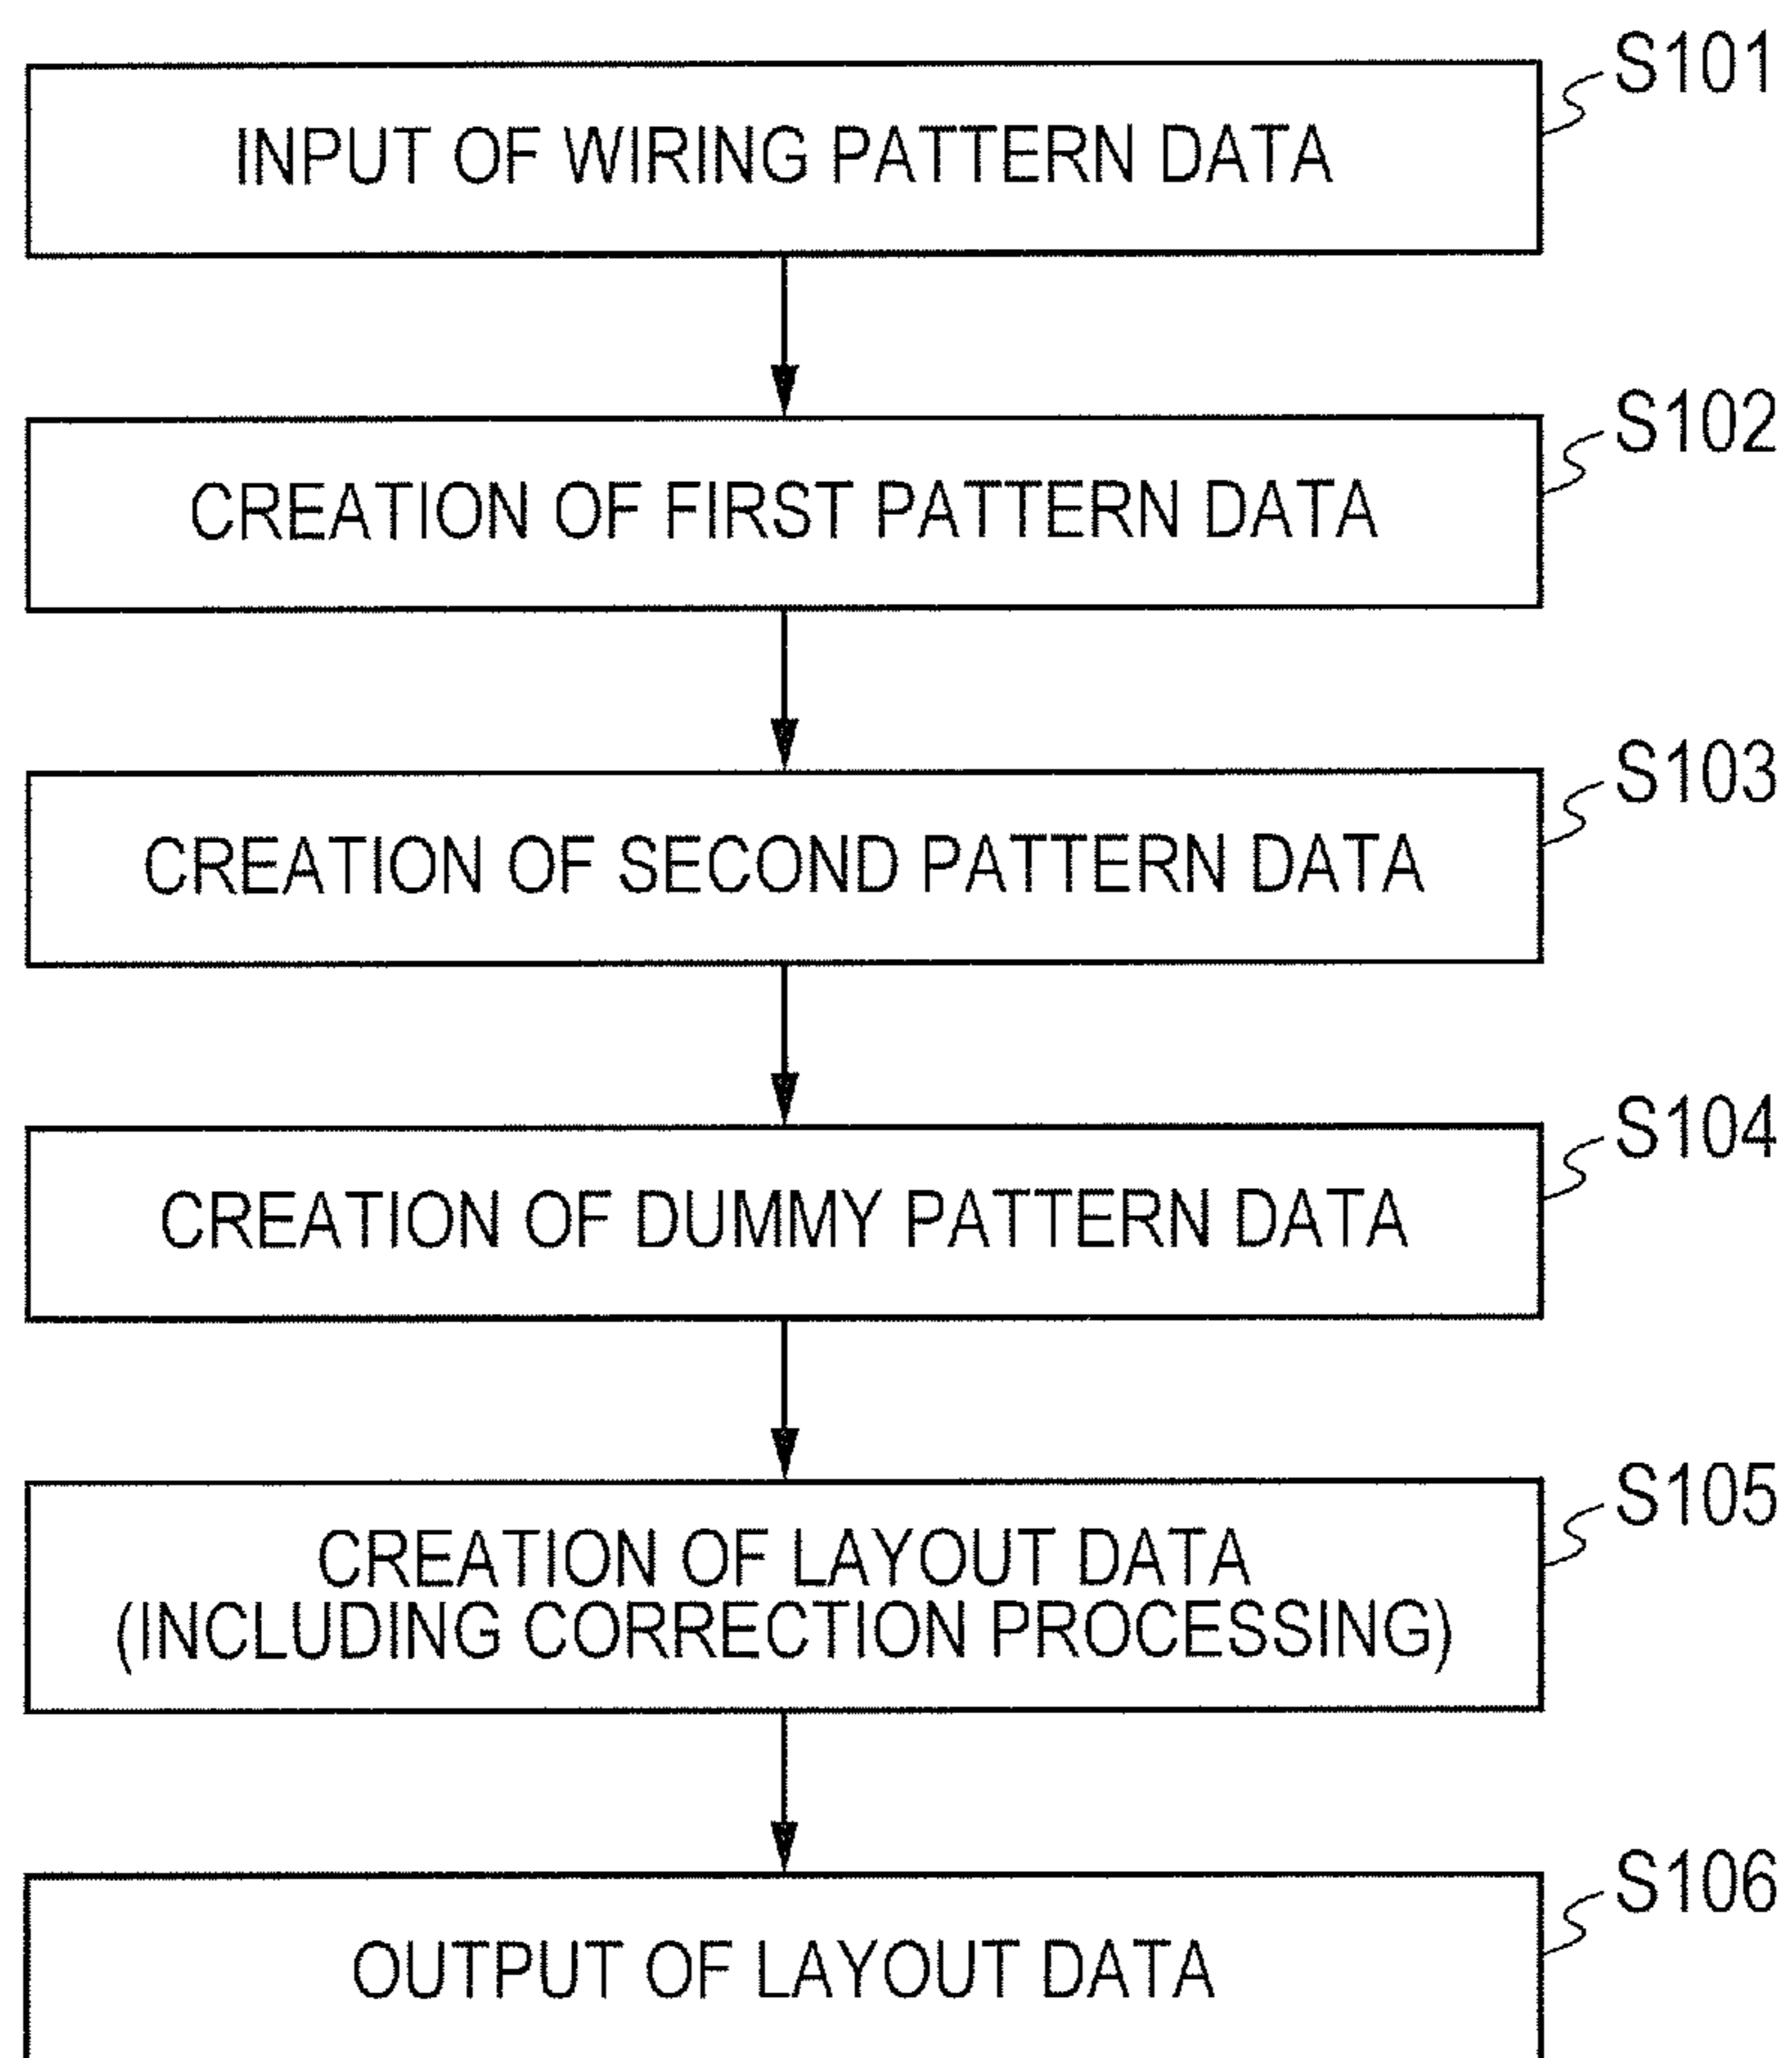 S101
INPUT OF WIRING PATTERN DATA
S102
CREATION OF FIRST PATTERN DATA
S103
CREATION OF SECOND PATTERN DATA
S104
CREATION OF DUMMY PATTERN DATA
S105
CREATION OF LAYOUT DATA
(INCLUDING CORRECTION PROCESSING)
S106
OUTPUT OF LAYOUT DATA